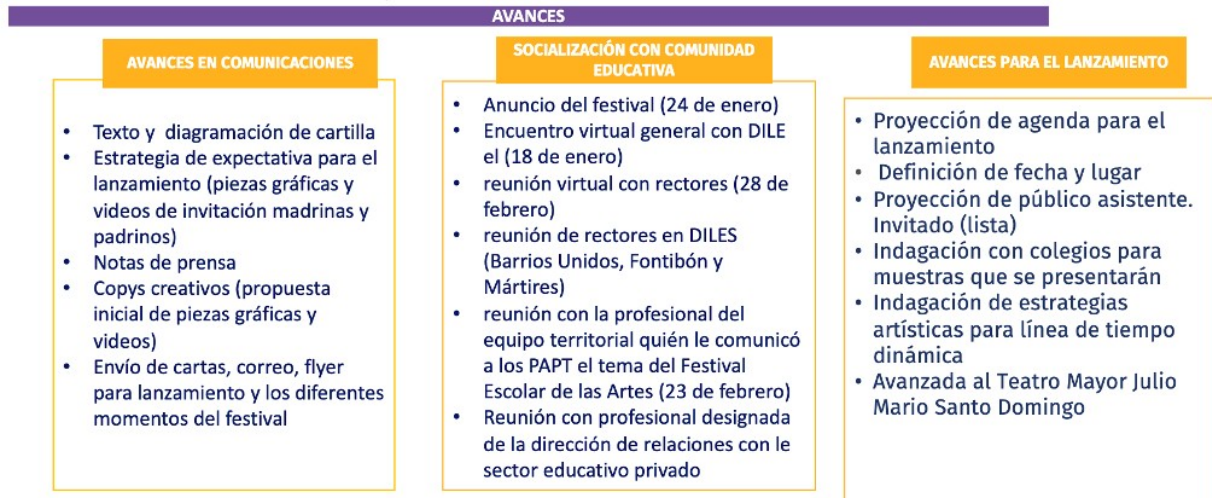 AVANCES
AVANCES EN COMUNICACIONES
• Texto y diagramación de cartilla
• Estrategia de expectativa para el
lanzamiento (piezas gráficas y
videos de invitación madrinas y
padrinos)
• Notas de prensa
• Copys creativos (propuesta
inicial de piezas gráficas y
videos)
• Envío de cartas, correo, flyer
para lanzamiento y los diferentes
momentos del festival
SOCIALIZACIÓN CON COMUNIDAD
EDUCATIVA
• Anuncio del festival (24 de enero)
• Encuentro virtual general con DILE
el (18 de enero)
• reunión virtual con rectores (28 de
febrero)
• reunión de rectores en DILES
(Barrios Unidos, Fontibón y
Mártires)
• reunión con la profesional del
equipo territorial quién le comunicó
a los PAPT el tema del Festival
Escolar de las Artes (23 de febrero)
• Reunión con profesional designada
de la dirección de relaciones con le
sector educativo privado
AVANCES PARA EL LANZAMIENTO
• Proyección de agenda para el
lanzamiento
• Definición de fecha y lugar
• Proyección de público asistente.
Invitado (lista)
• Indagación con colegios para
muestras que se presentarán
• Indagación de estrategias
artísticas para línea de tiempo
dinámica
• Avanzada al Teatro Mayor Julio
Mario Santo Domingo